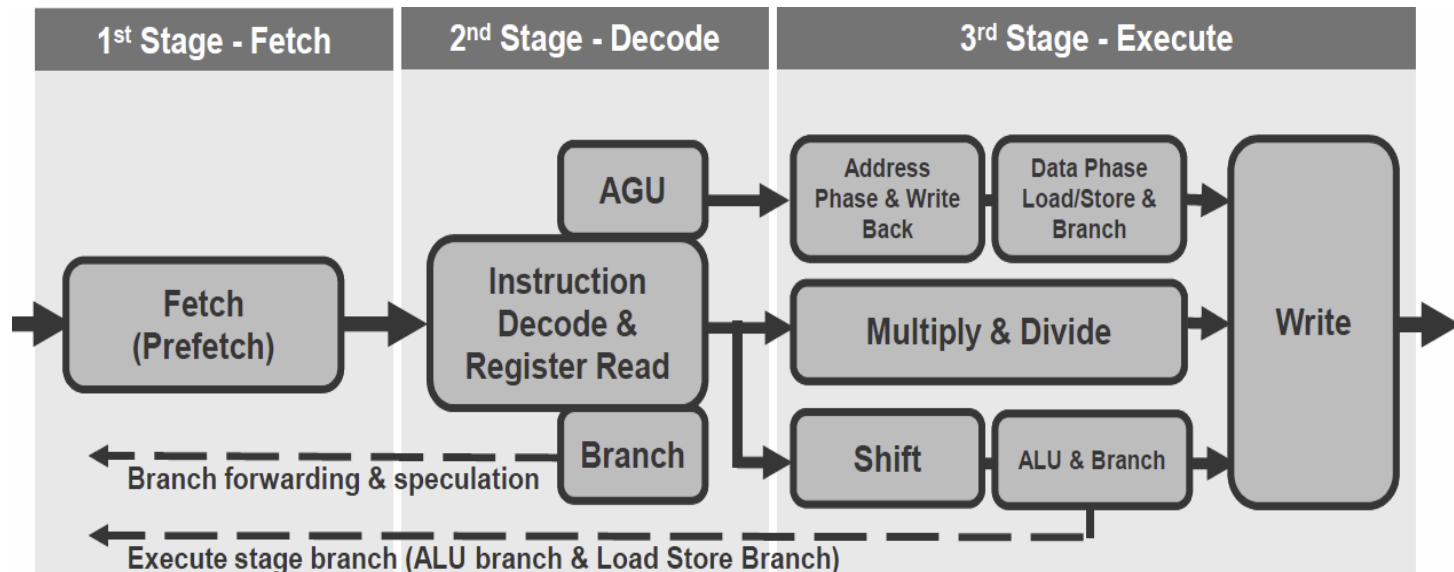 1st Stage - Fetch
2nd Stage - Decode
3rd Stage - Execute
Fetch
(Prefetch)
AGU
Instruction
Decode &
Register Read
Branch
Address
Phase & Write
Back
Data Phase
Load/Store &
Branch
Multiply & Divide
Shift
ALU & Branch
Write
Branch forwarding & speculation
Execute stage branch (ALU branch & Load Store Branch)